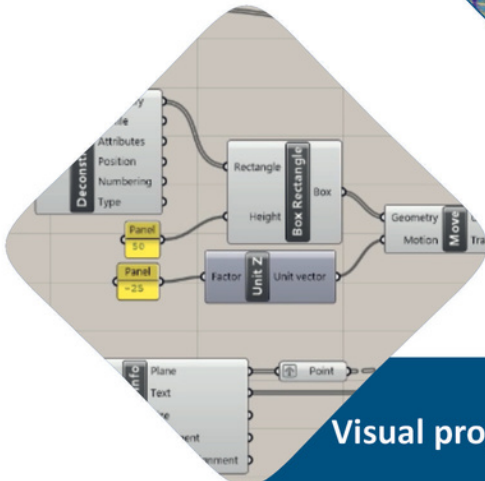 Attributes
Position
Numbering
Type
Rectangle
Height
Box Rectangle
Box
Panel
50
Panel
-25
Factor
Unit Z
Unit vector
Geometry
Motion
Move
Plane
Text
Point
Visual pro